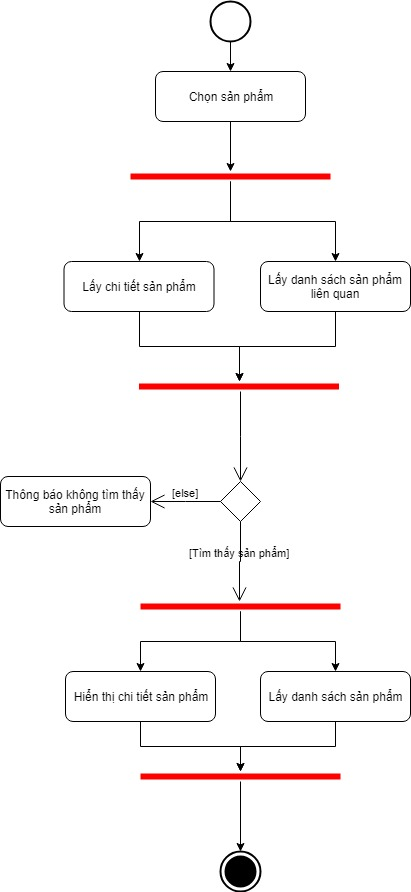 Chọn sản phẩm
Lấy chi tiết sản phẩm
Lấy danh sách sản phẩm
liên quan
[else]
Thông báo không tìm thấy
sản phẩm
[Tìm thấy sản phẩm]
Hiển thị chi tiết sản phẩm
Lấy danh sách sản phẩm